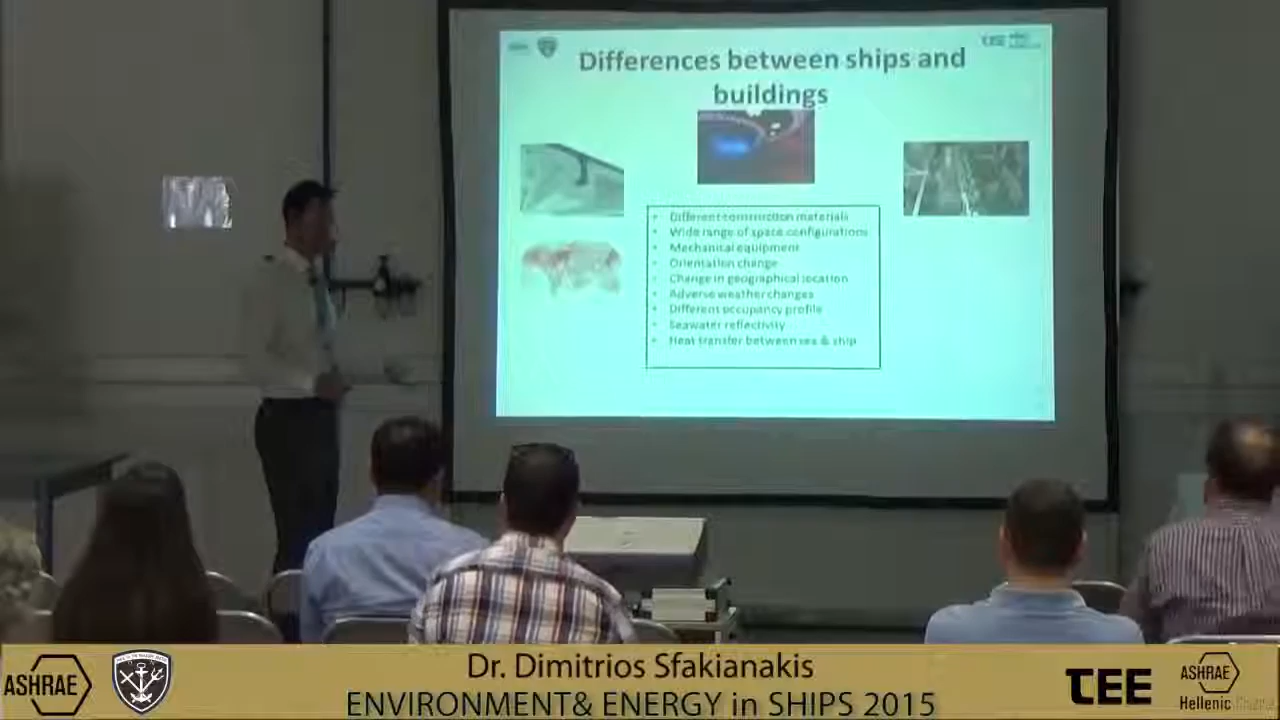 Differences between ships and
buildings
• Different construction materials
• Wide range of space configurations
• Mechanical equipment
• Orientation change
• Change in geographical location
• Adverse weather changes
• Different occupancy profile
• Seawater reflectivity
• Heat transfer between sea & ship
ASHRAE
Dr. Dimitrios Sfakianakis
ENVIRONMENT& ENERGY in SHIPS 2015
TEE
ASHRAE
Hellenic